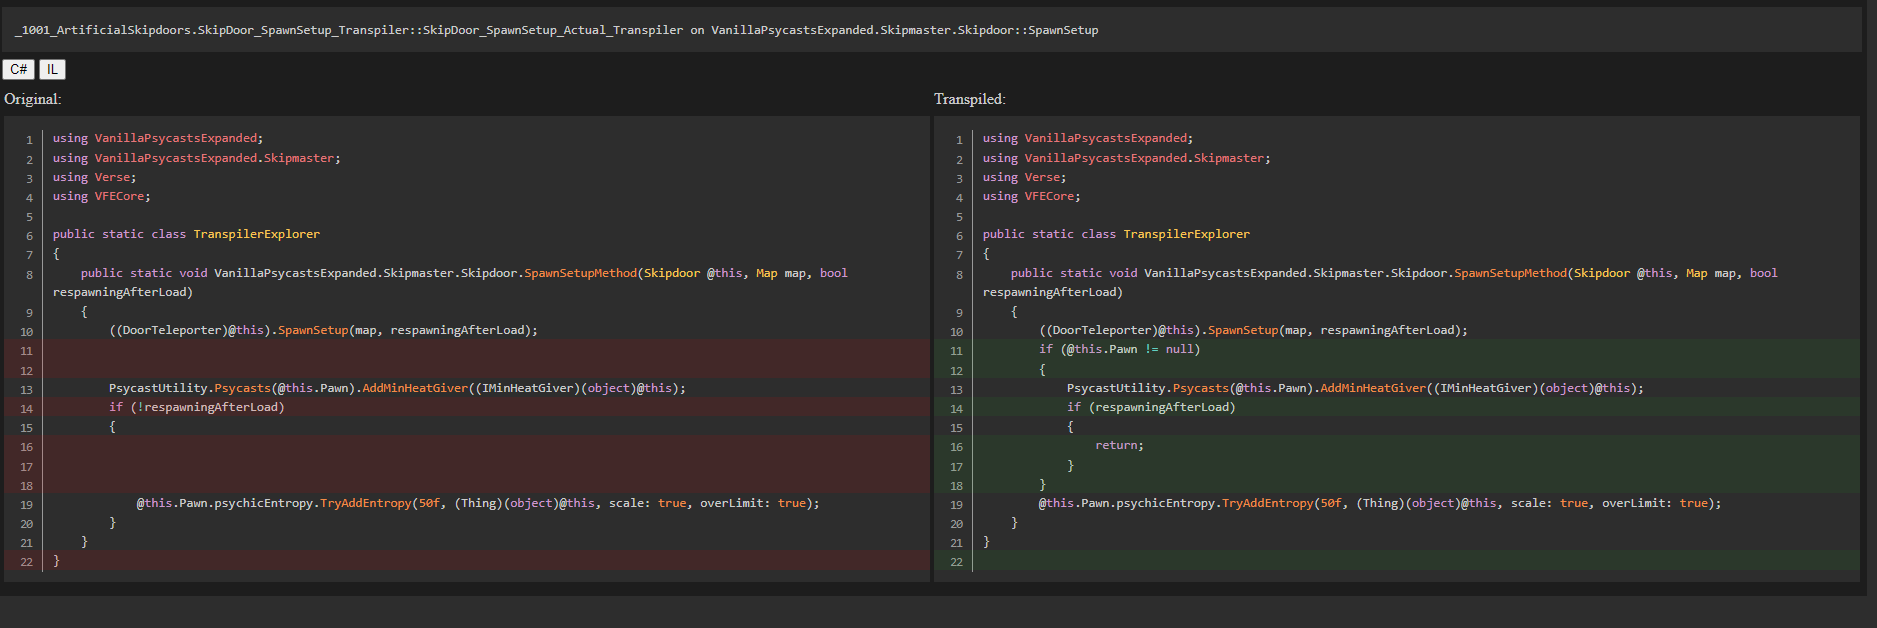 _1001_ArtificialSkipdoors.SkipDoor_SpawnSetup_Transpiler::SkipDoor_SpawnSetup_Actual_Transpiler on VanillaPsycastsExpanded.Skipmaster.Skipdoor::SpawnSetup
C# IL
Original:
1 using VanillaPsycastsExpanded;
2 using VanillaPsycastsExpanded.Skipmaster;
3 using Verse;
4 using VFECore;
5
6 public static class TranspilerExplorer
7 {
8     public static void VanillaPsycastsExpanded.Skipmaster.Skipdoor.SpawnSetupMethod(Skipdoor @this, Map map, bool
respawningAfterLoad)
9     {
10         ((DoorTeleporter)@this).SpawnSetup(map, respawningAfterLoad);
11
12
13         PsycastUtility.Psycasts(@this.Pawn).AddMinHeatGiver((IMinHeatGiver)(object)@this);
14         if (!respawningAfterLoad)
15         {
16
17
18
19             @this.Pawn.psychicEntropy.TryAddEntropy(50f, (Thing)(object)@this, scale: true, overLimit: true);
20         }
21     }
22 }
Transpiled:
1 using VanillaPsycastsExpanded;
2 using VanillaPsycastsExpanded.Skipmaster;
3 using Verse;
4 using VFECore;
5
6 public static class TranspilerExplorer
7 {
8     public static void VanillaPsycastsExpanded.Skipmaster.Skipdoor.SpawnSetupMethod(Skipdoor @this, Map map, bool
respawningAfterLoad)
9     {
10         ((DoorTeleporter)@this).SpawnSetup(map, respawningAfterLoad);
11         if (@this.Pawn != null)
12         {
13             PsycastUtility.Psycasts(@this.Pawn).AddMinHeatGiver((IMinHeatGiver)(object)@this);
14             if (respawningAfterLoad)
15             {
16                 return;
17             }
18         }
19         @this.Pawn.psychicEntropy.TryAddEntropy(50f, (Thing)(object)@this, scale: true, overLimit: true);
20     }
21 }
22